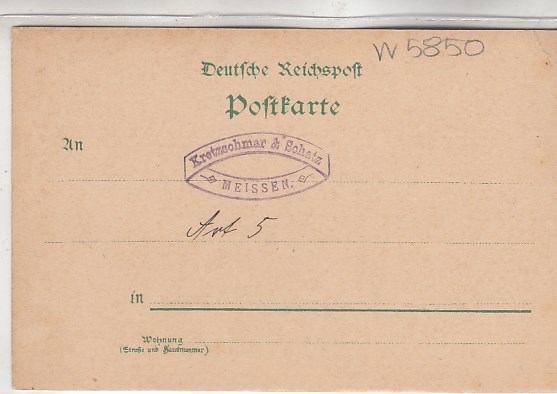 W 5850
Deutsche Reichspost
Postkarte
An
Kretzschmar & Schatz
MEISSEN.
Art 5
in
Wohnung
(Straße und Hausnummer)